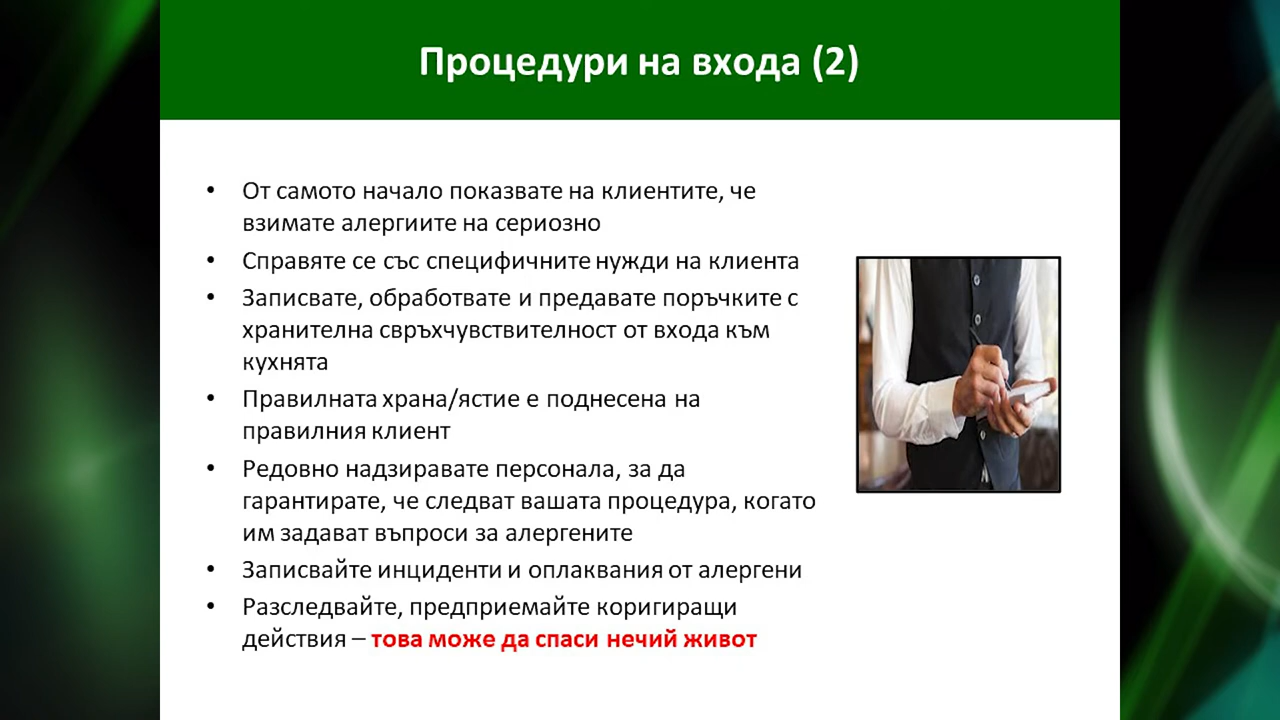 Процедури на входа (2)
• От самото начало показвате на клиентите, че
взимате алергиите на сериозно
• Справяте се със специфичните нужди на клиента
• Записвате, обработвате и предавате поръчките с
хранителна свръхчувствителност от входа към
кухнята
• Правилната храна/ястие е поднесена на
правилния клиент
• Редовно надзиравате персонала, за да
гарантирате, че следват вашата процедура, когато
им задават въпроси за алергените
• Записвайте инциденти и оплаквания от алергени
• Разследвайте, предприемайте коригиращи
действия – това може да спаси нечий живот